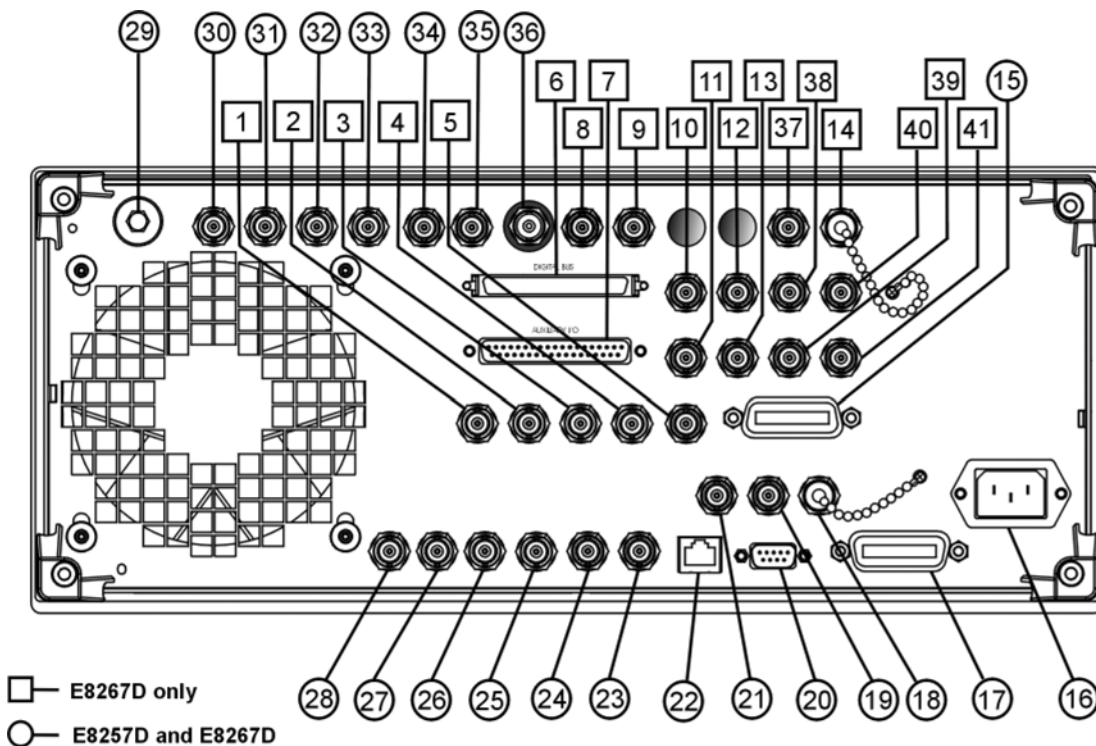 29 30 31 32 33 34 35 36 11 13 38 39 15
6 7
1 2 3 4 5 8 9 10 12 37 14 40 41
DIGITAL BUS
AUXILIARY I/O
28 27 26 25 24 23 22 21 20 19 18 17 16
E8267D only
E8257D and E8267D